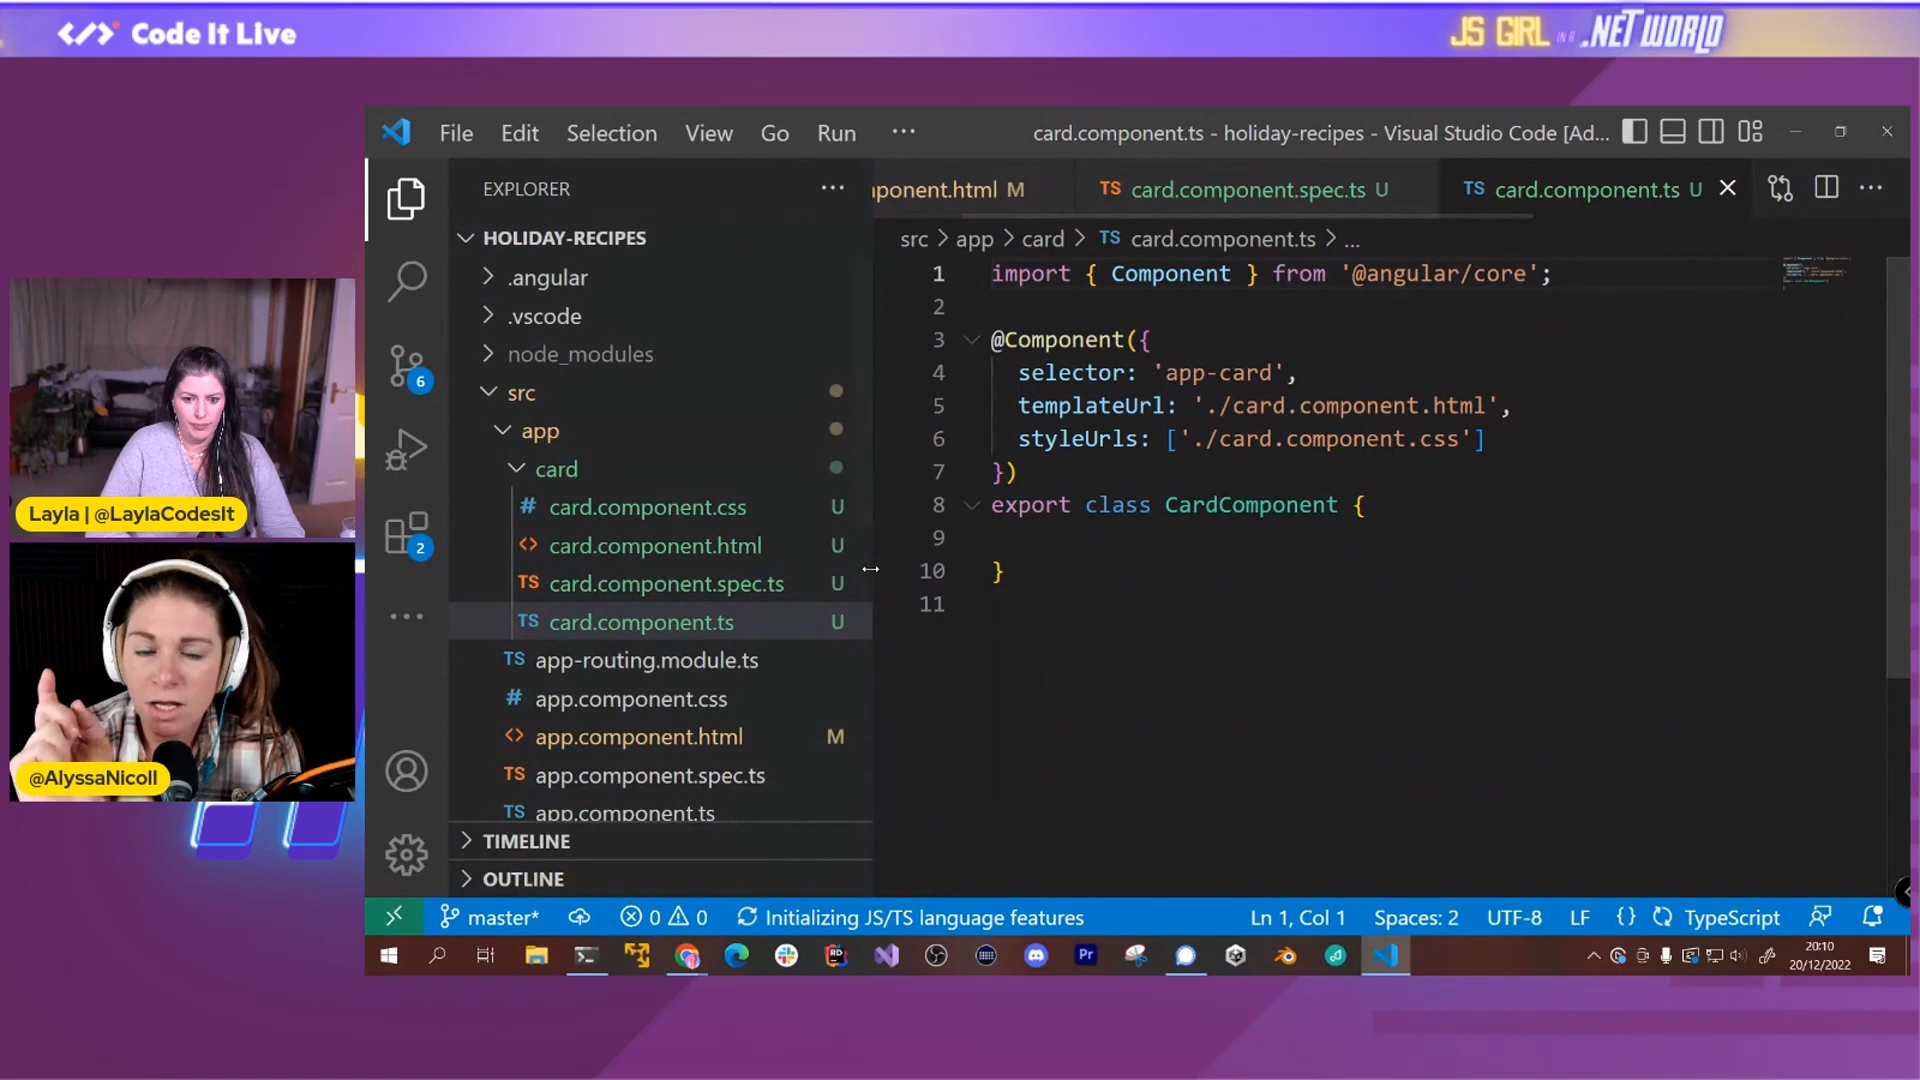 </> Code It Live
JS GIRL IN A .NET WORLD
File Edit Selection View Go Run ···
card.component.ts - holiday-recipes - Visual Studio Code [Ad...
EXPLORER
ponent.html M
TS card.component.spec.ts U
TS card.component.ts U
src > app > card > TS card.component.ts > ...
HOLIDAY-RECIPES
.angular
.vscode
node_modules
src
app
card
# card.component.css U
<> card.component.html U
TS card.component.spec.ts U
TS card.component.ts U
TS app-routing.module.ts
# app.component.css
<> app.component.html M
TS app.component.spec.ts
TS app.component.ts
TIMELINE
OUTLINE
6
2
1 import { Component } from '@angular/core';
2
3 @Component({
4 selector: 'app-card',
5 templateUrl: './card.component.html',
6 styleUrls: ['./card.component.css']
7 })
8 export class CardComponent {
9
10 }
11
Layla | @LaylaCodesIt
@AlyssaNicoll
master* 0 0 Initializing JS/TS language features
Ln 1, Col 1 Spaces: 2 UTF-8 LF {} TypeScript
RD
Pr
20:10
20/12/2022